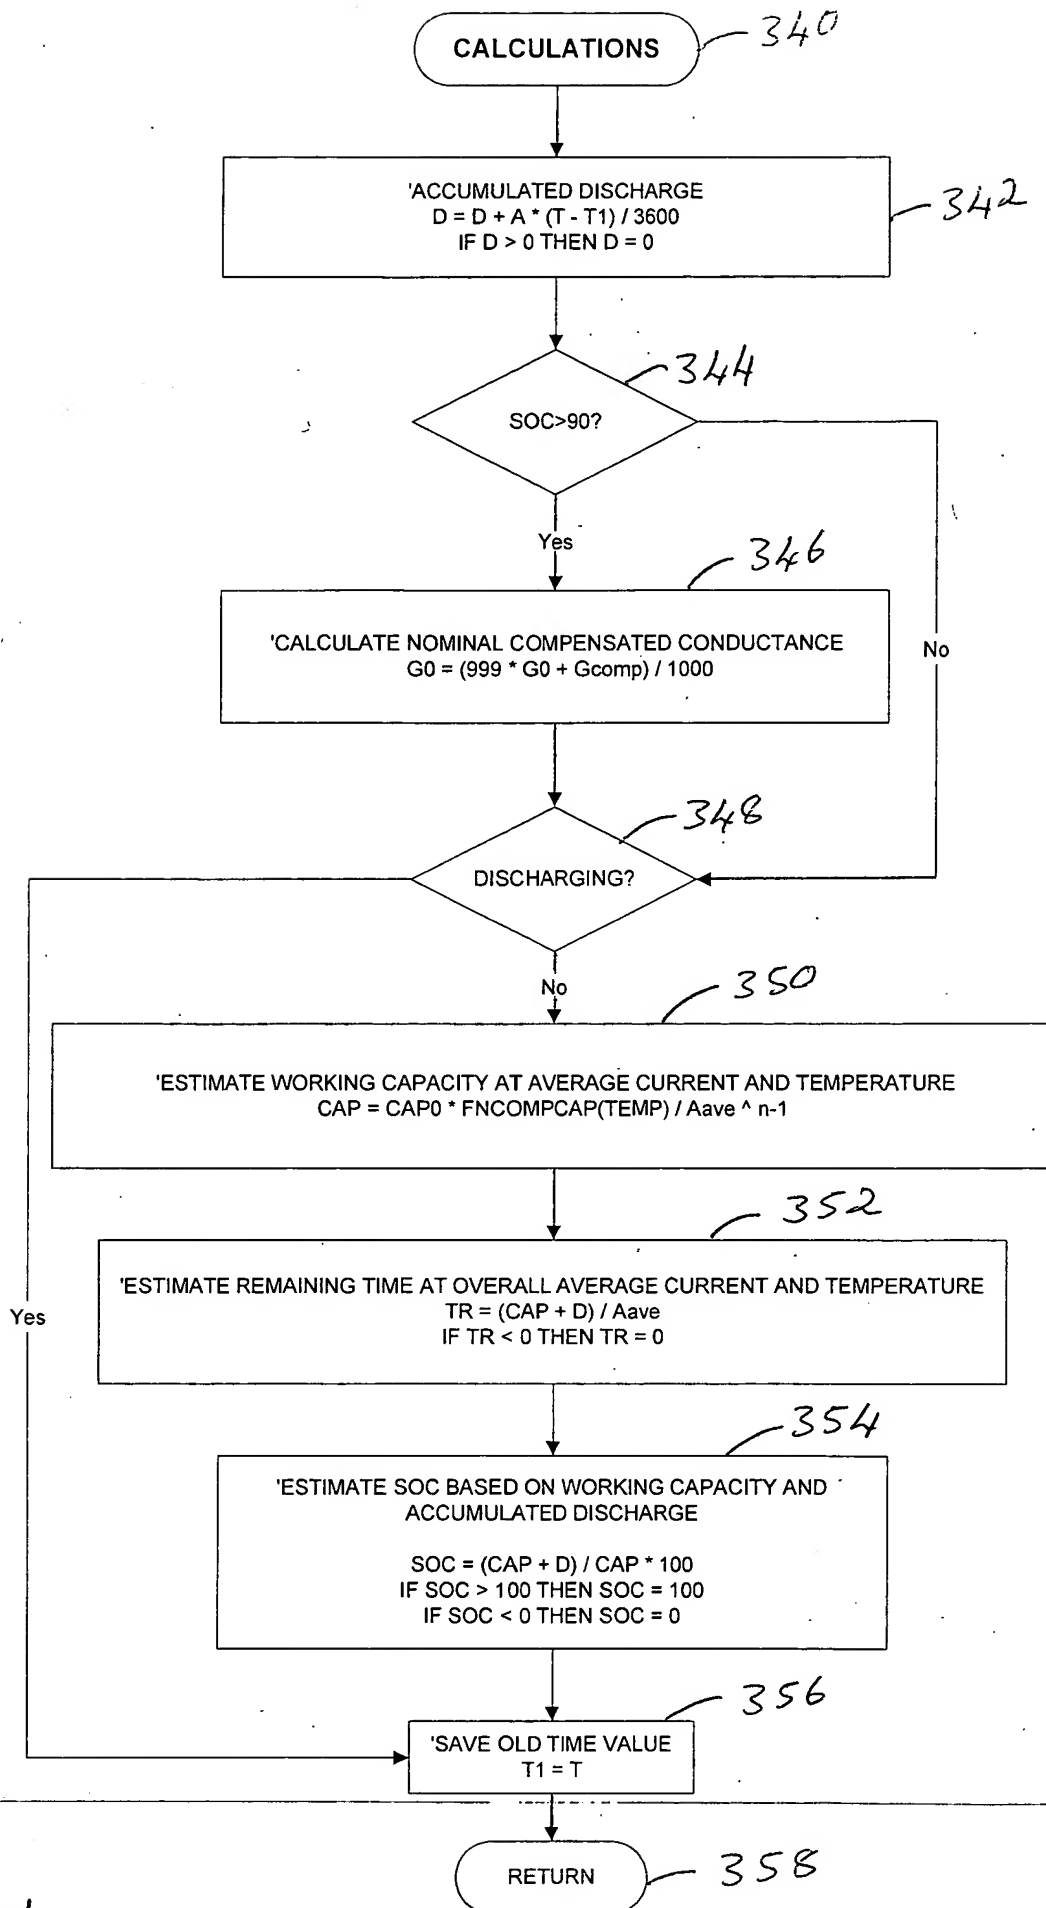 CALCULATIONS
340
'ACCUMULATED DISCHARGE
D = D + A * (T - T1) / 3600
IF D > 0 THEN D = 0
342
344
SOC>90?
Yes
346
'CALCULATE NOMINAL COMPENSATED CONDUCTANCE
G0 = (999 * G0 + Gcomp) / 1000
No
348
DISCHARGING?
No
350
'ESTIMATE WORKING CAPACITY AT AVERAGE CURRENT AND TEMPERATURE
CAP = CAP0 * FNCOMPCAP(TEMP) / Aave ^ n-1
352
'ESTIMATE REMAINING TIME AT OVERALL AVERAGE CURRENT AND TEMPERATURE
TR = (CAP + D) / Aave
IF TR < 0 THEN TR = 0
Yes
354
'ESTIMATE SOC BASED ON WORKING CAPACITY AND
ACCUMULATED DISCHARGE
SOC = (CAP + D) / CAP * 100
IF SOC > 100 THEN SOC = 100
IF SOC < 0 THEN SOC = 0
356
'SAVE OLD TIME VALUE
T1 = T
RETURN
358